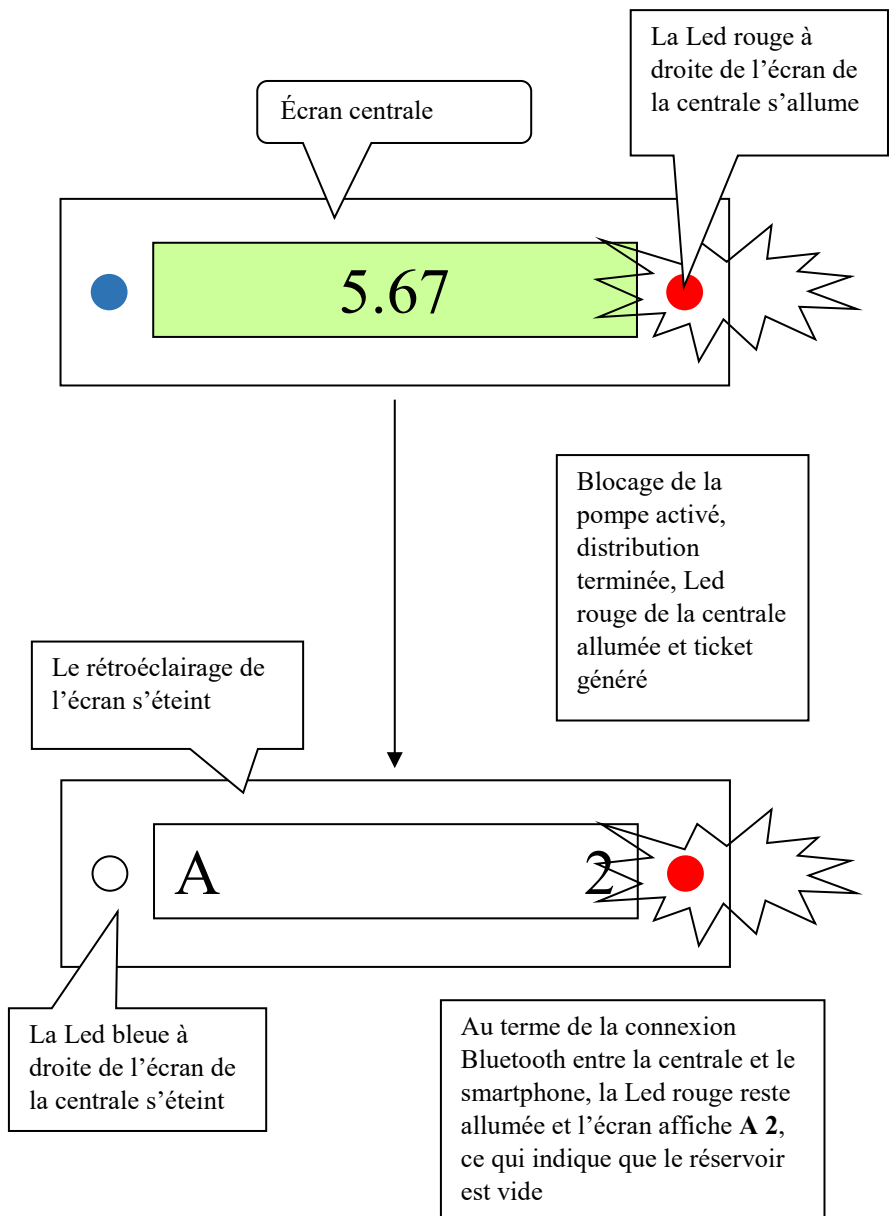 La Led rouge à
droite de l'écran de
la centrale s'allume
Écran centrale
5.67
Blocage de la
pompe activé,
distribution
terminée, Led
rouge de la centrale
allumée et ticket
généré
Le rétroéclairage de
l'écran s'éteint
A 2
La Led bleue à
droite de l'écran de
la centrale s'éteint
Au terme de la connexion
Bluetooth entre la centrale et le
smartphone, la Led rouge reste
allumée et l'écran affiche A 2,
ce qui indique que le réservoir
est vide